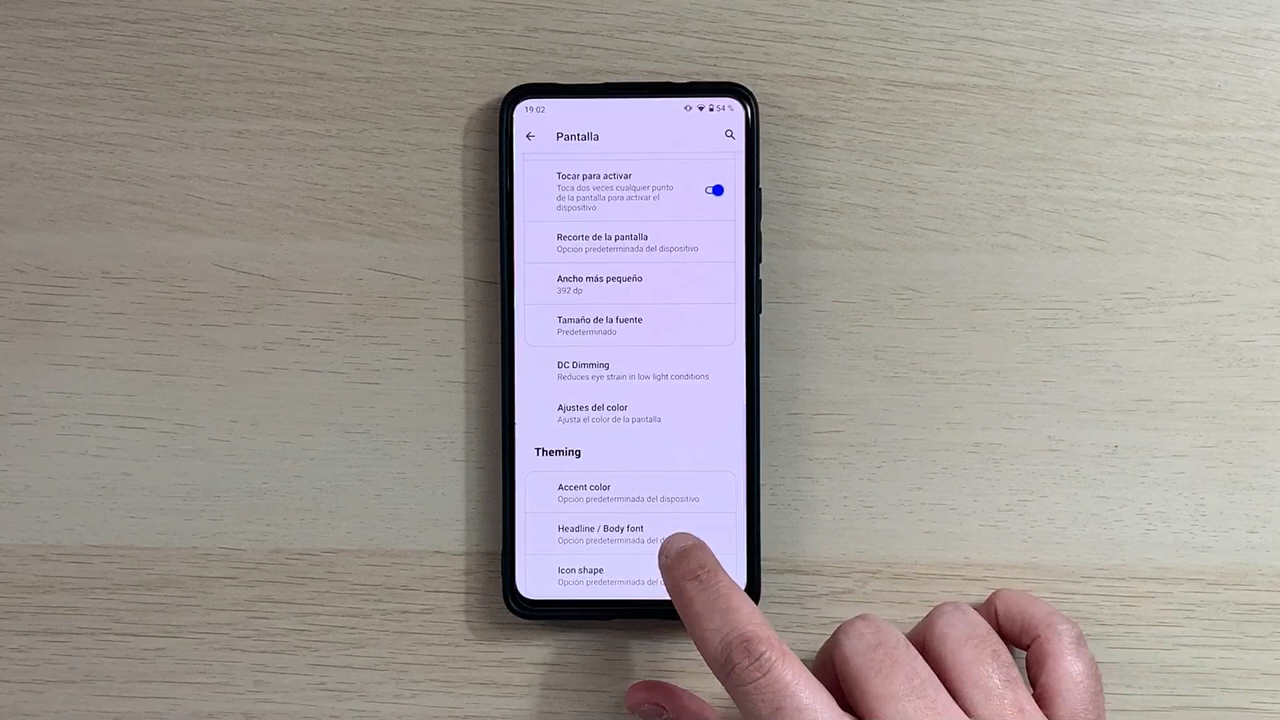 19:02
54 %
Pantalla
Tocar para activar
Toca dos veces cualquier punto
de la pantalla para activar el
dispositivo
Recorte de la pantalla
Opción predeterminada del dispositivo
Ancho más pequeño
392 dp
Tamaño de la fuente
Predeterminado
DC Dimming
Reduces eye strain in low light conditions
Ajustes del color
Ajusta el color de la pantalla
Theming
Accent color
Opción predeterminada del dispositivo
Headline / Body font
Opción predeterminada del
Icon shape
Opción predeterminada del